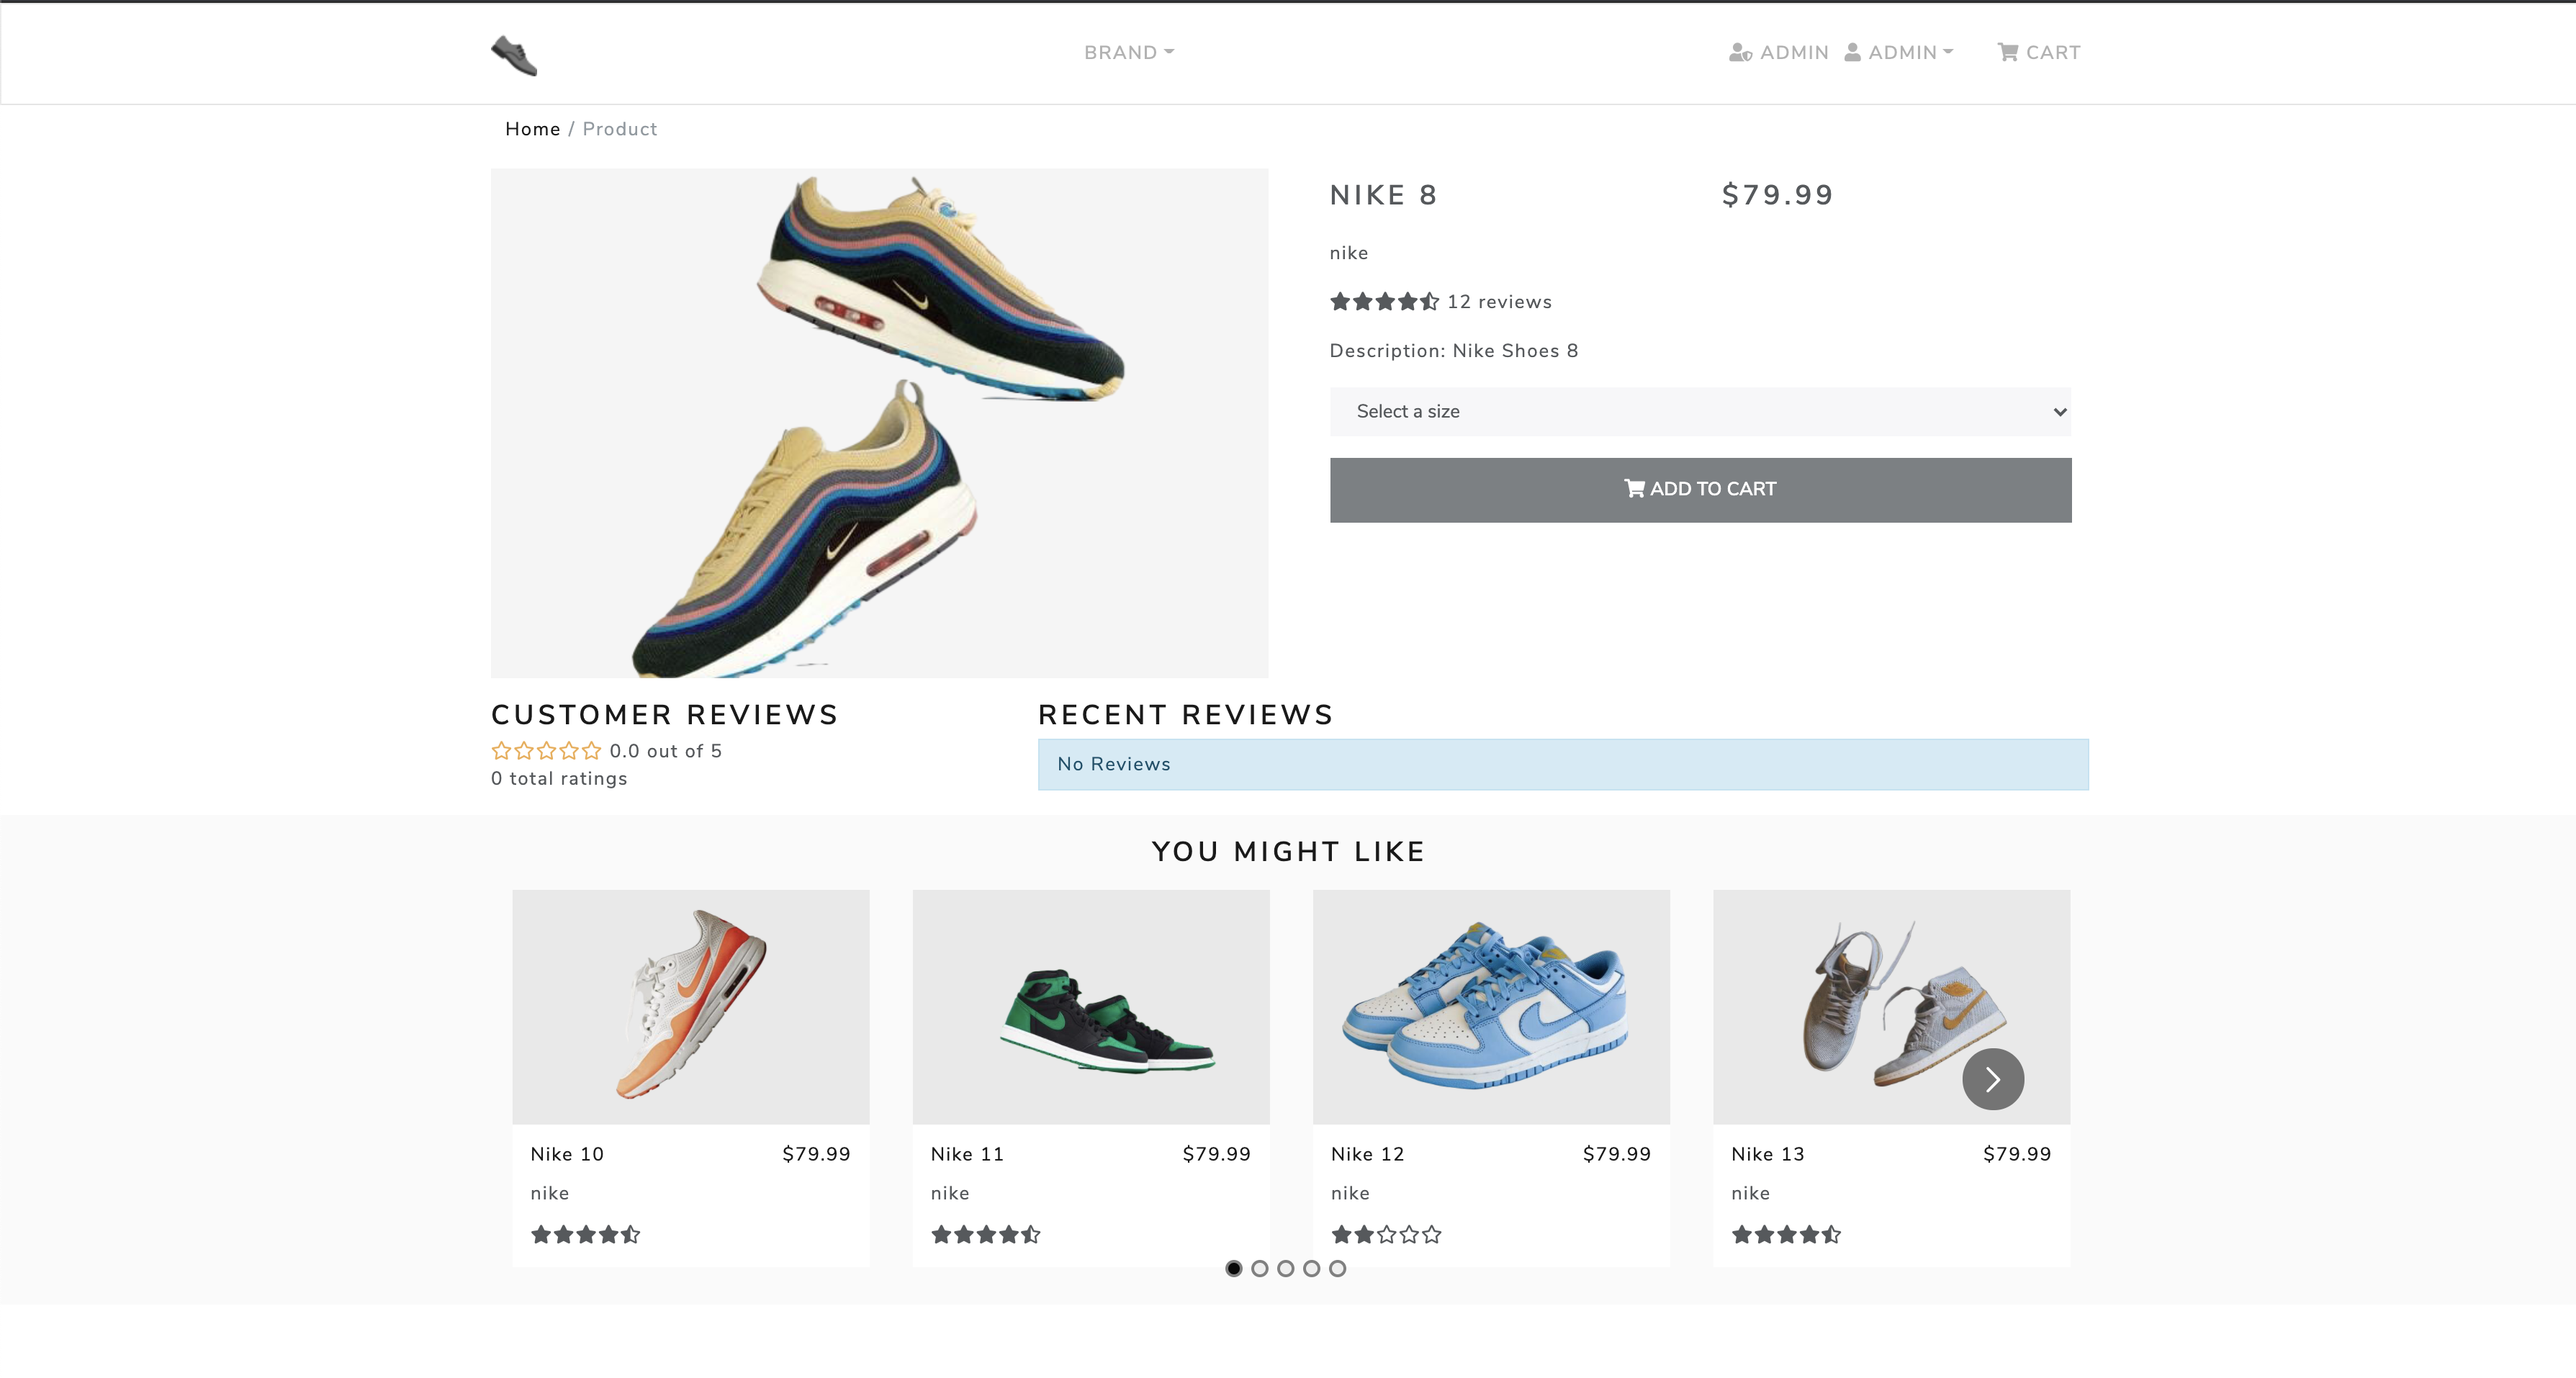 BRAND
ADMIN ADMIN CART
Home / Product
NIKE 8 $79.99
nike
12 reviews
Description: Nike Shoes 8
Select a size
ADD TO CART
CUSTOMER REVIEWS
0.0 out of 5
0 total ratings
RECENT REVIEWS
No Reviews
YOU MIGHT LIKE
Nike 10 $79.99
nike
Nike 11 $79.99
nike
Nike 12 $79.99
nike
Nike 13 $79.99
nike